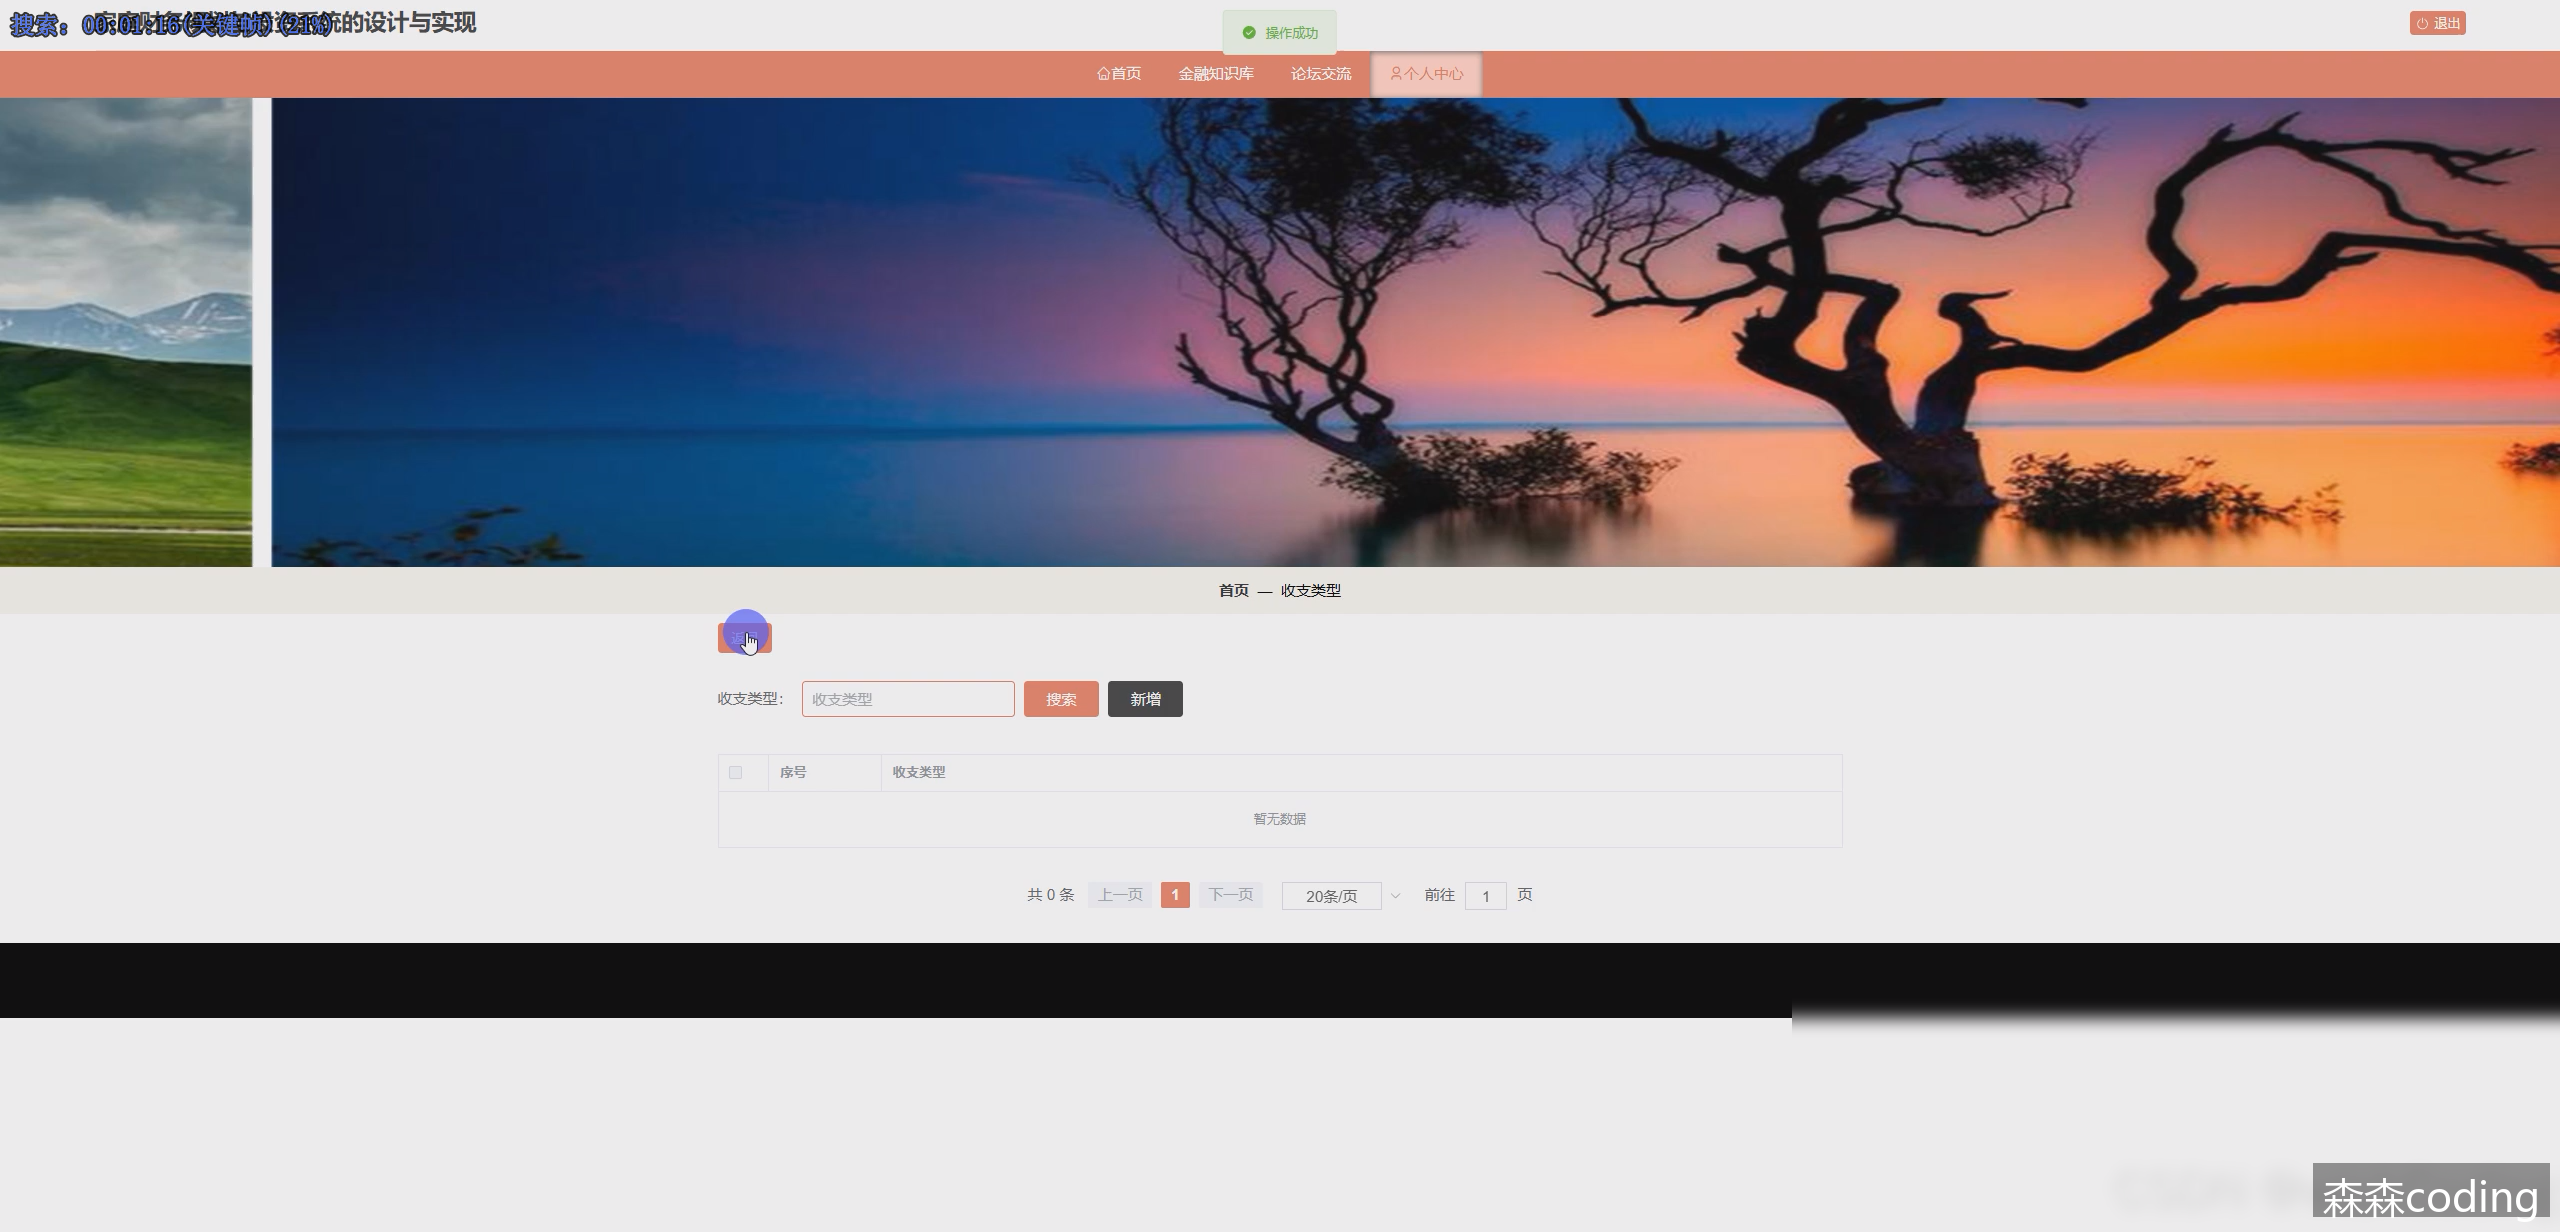 搜索: 00:01:16(关键帧)(21%)
系统的设计与实现
操作成功
退出
首页 金融知识库 论坛交流 个人中心
首页 — 收支类型
收支类型: 收支类型 搜索 新增
序号 收支类型
暂无数据
共 0 条 上一页 1 下一页 20条/页 前往 1 页
森森coding